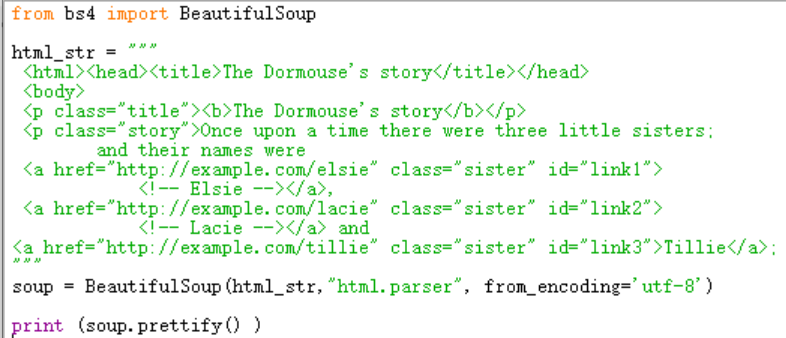 from bs4 import BeautifulSoup
html_str = """
<html><head><title>The Dormouse's story</title></head>
<body>
<p class="title"><b>The Dormouse's story</b></p>
<p class="story">Once upon a time there were three little sisters;
and their names were
<a href="http://example.com/elsie" class="sister" id="link1">
<!-- Elsie --></a>,
<a href="http://example.com/lacie" class="sister" id="link2">
<!-- Lacie --></a> and
<a href="http://example.com/tillie" class="sister" id="link3">Tillie</a>;
"""
soup = BeautifulSoup(html_str,"html.parser", from_encoding='utf-8')
print (soup.prettify() )